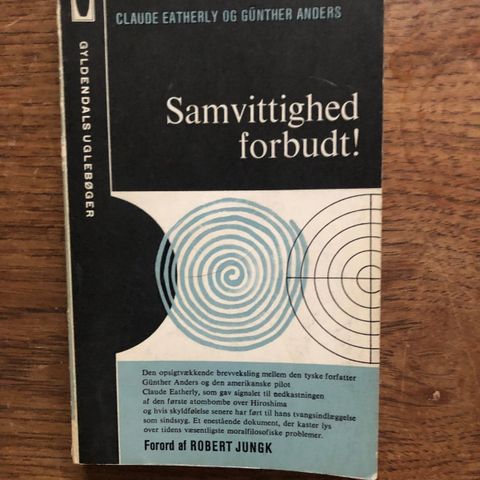 CLAUDE EATHERLY OG GÜNTHER ANDERS
GYLDENDALS UGLEBØGER
Samvittighed
forbudt!
Den opsigtvækkende brevveksling mellem den tyske forfatter
Günther Anders og den amerikanske pilot
Claude Eatherly, som gav signalet til nedkastningen
af den første atombombe over Hiroshima
og hvis skyldfølelse senere har ført til hans tvangsindlæggelse
som sindssyg. Et enestående dokument, der kaster lys
over tidens væsentligste moralfilosofiske problemer.
Forord af ROBERT JUNGK